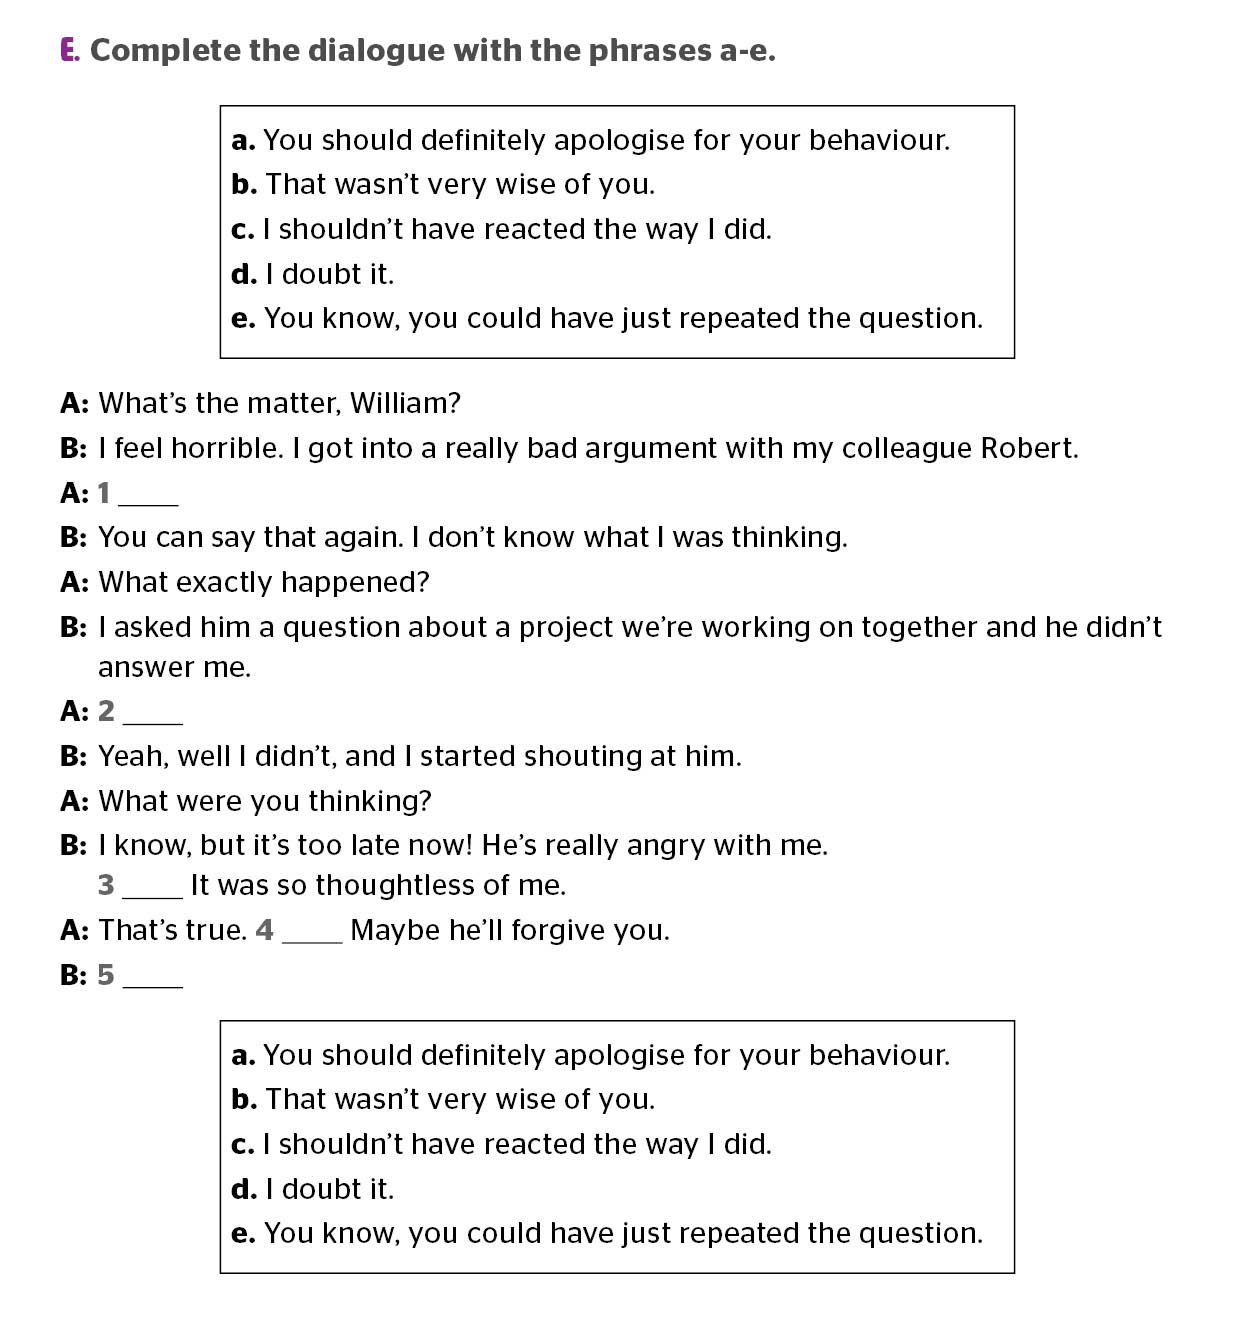 E. Complete the dialogue with the phrases a-e.
a. You should definitely apologise for your behaviour.
b. That wasn't very wise of you.
c. I shouldn't have reacted the way I did.
d. I doubt it.
e. You know, you could have just repeated the question.
A: What's the matter, William?
B: I feel horrible. I got into a really bad argument with my colleague Robert.
A: 1 ____
B: You can say that again. I don't know what I was thinking.
A: What exactly happened?
B: I asked him a question about a project we're working on together and he didn't
answer me.
A: 2 ____
B: Yeah, well I didn't, and I started shouting at him.
A: What were you thinking?
B: I know, but it's too late now! He's really angry with me.
3 ____ It was so thoughtless of me.
A: That's true. 4 ____ Maybe he'll forgive you.
B: 5 ____
a. You should definitely apologise for your behaviour.
b. That wasn't very wise of you.
c. I shouldn't have reacted the way I did.
d. I doubt it.
e. You know, you could have just repeated the question.